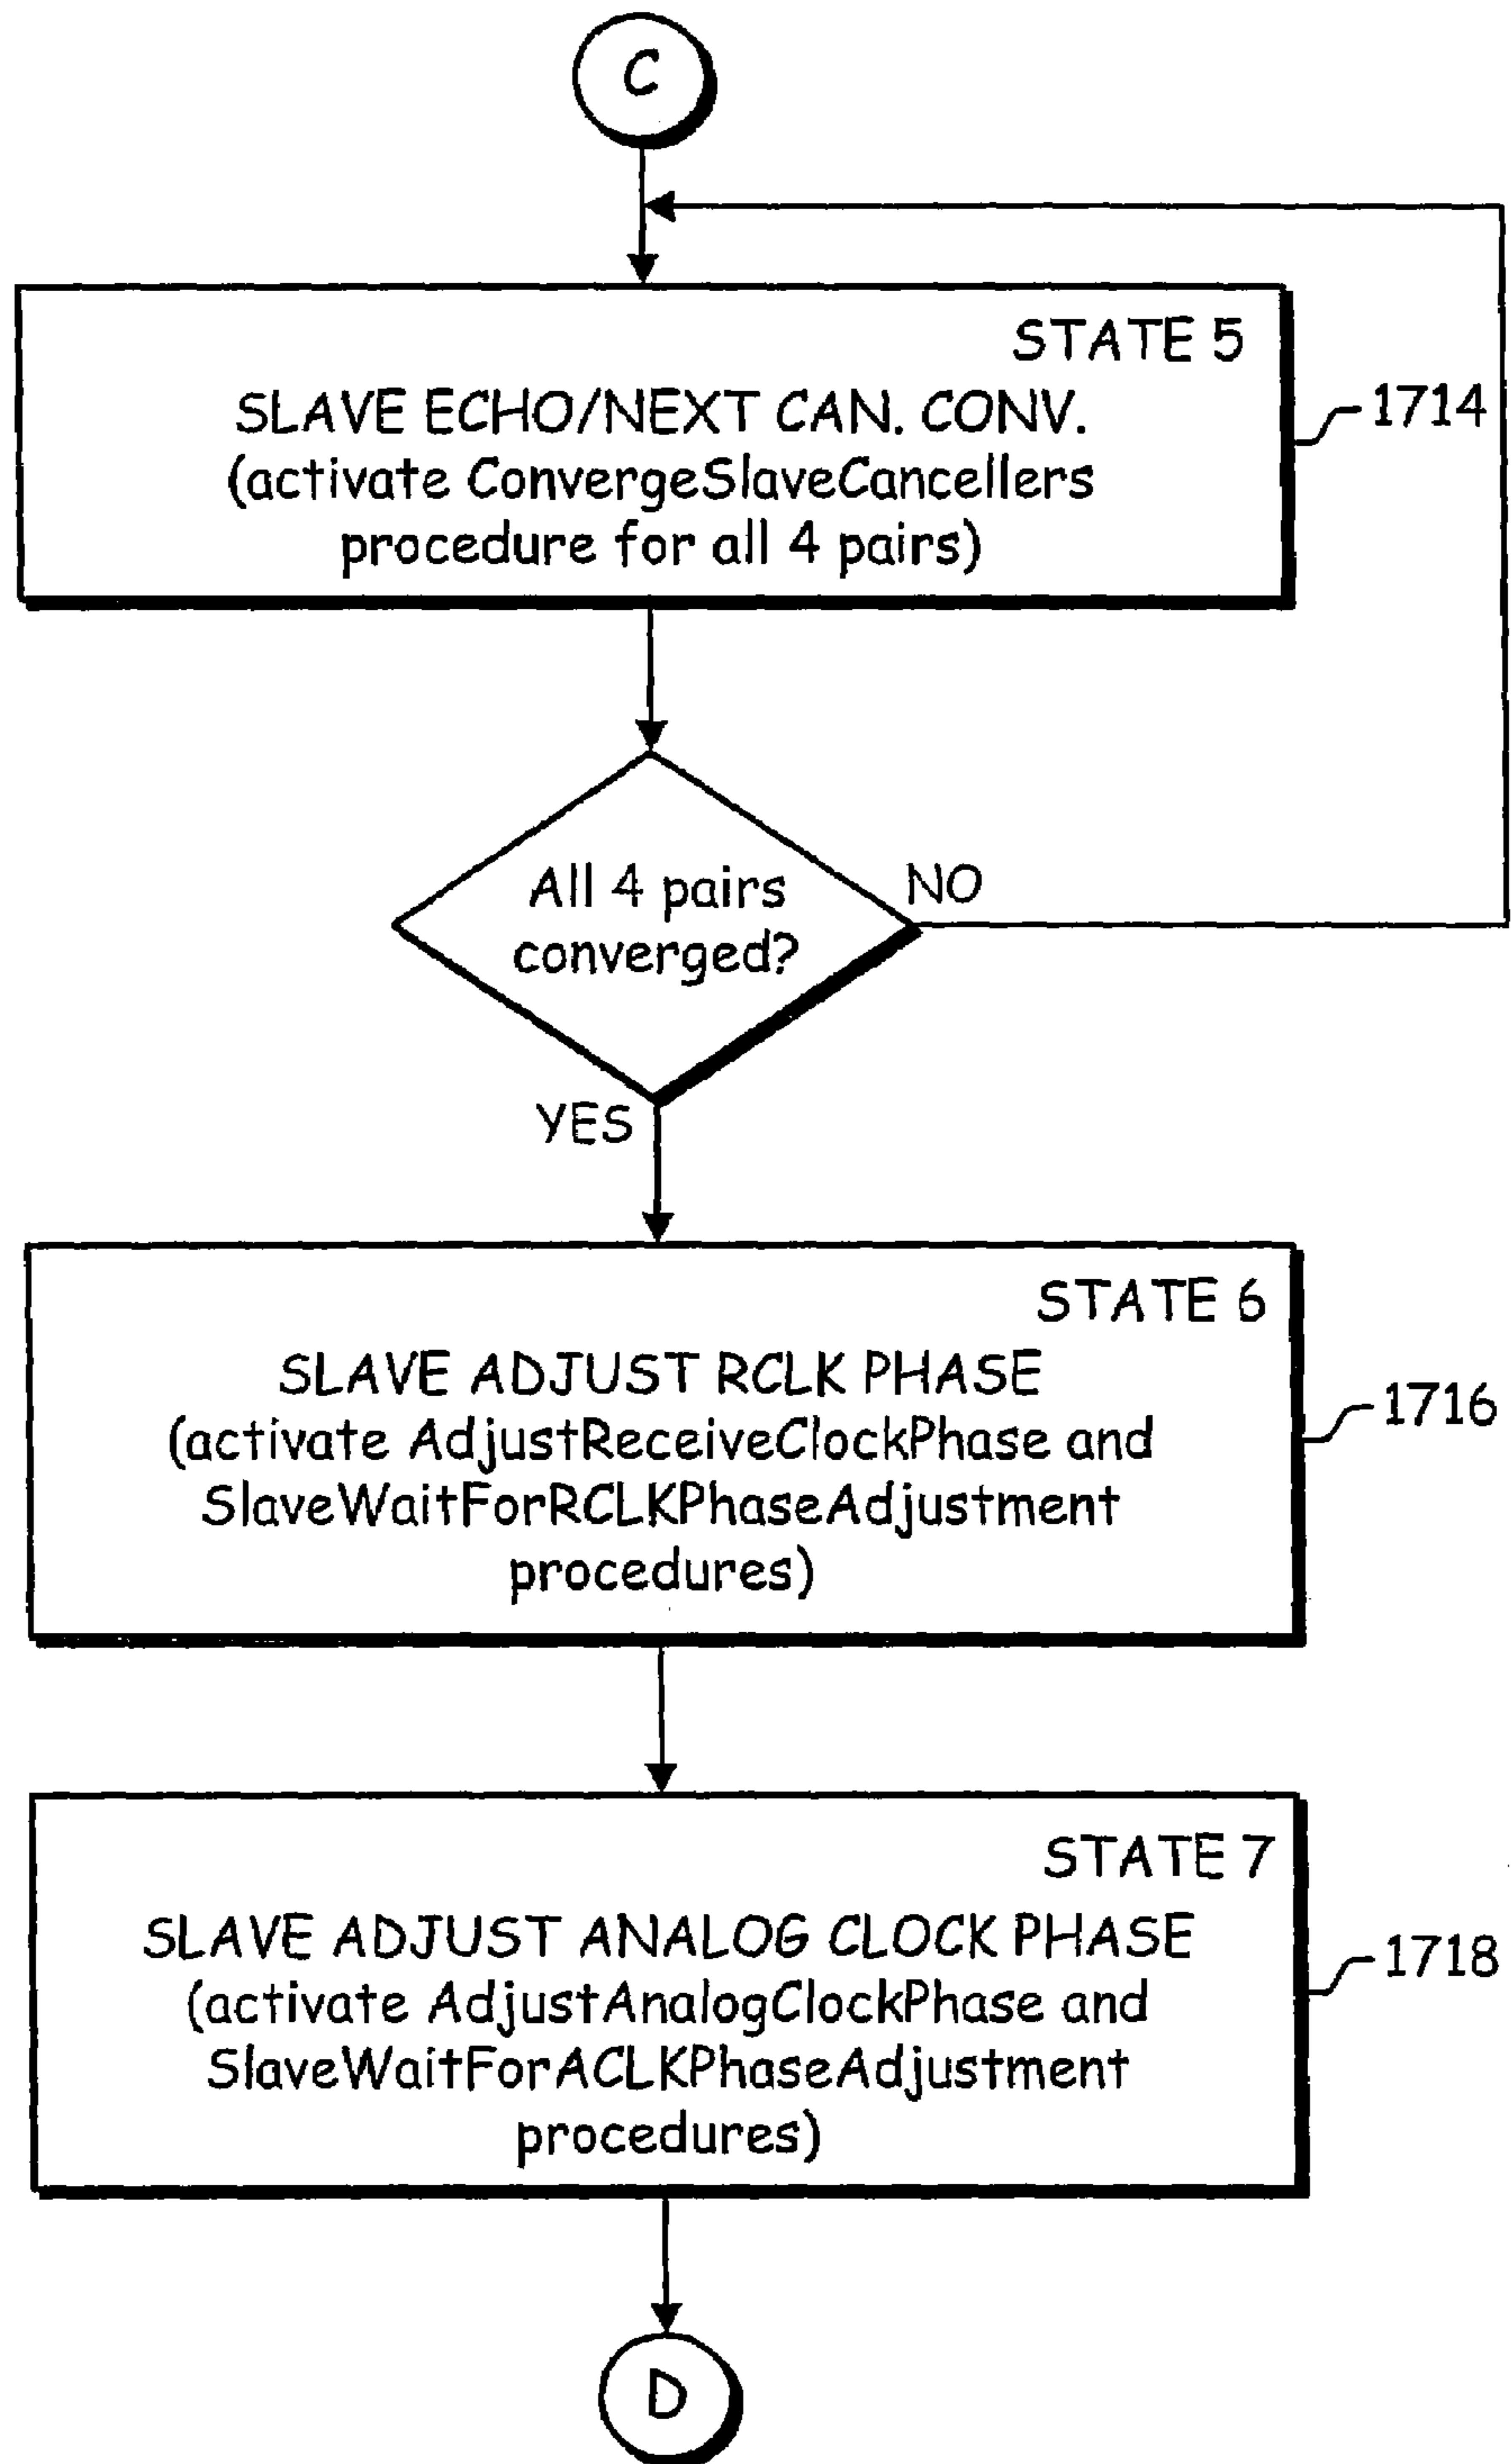 C
STATE 5
SLAVE ECHO/NEXT CAN. CONV.
(activate ConvergeSlaveCancellers
procedure for all 4 pairs)
1714
All 4 pairs
converged?
NO
YES
STATE 6
SLAVE ADJUST RCLK PHASE
(activate AdjustReceiveClockPhase and
SlaveWaitForRCLKPhaseAdjustment
procedures)
1716
STATE 7
SLAVE ADJUST ANALOG CLOCK PHASE
(activate AdjustAnalogClockPhase and
SlaveWaitForACLKPhaseAdjustment
procedures)
1718
D